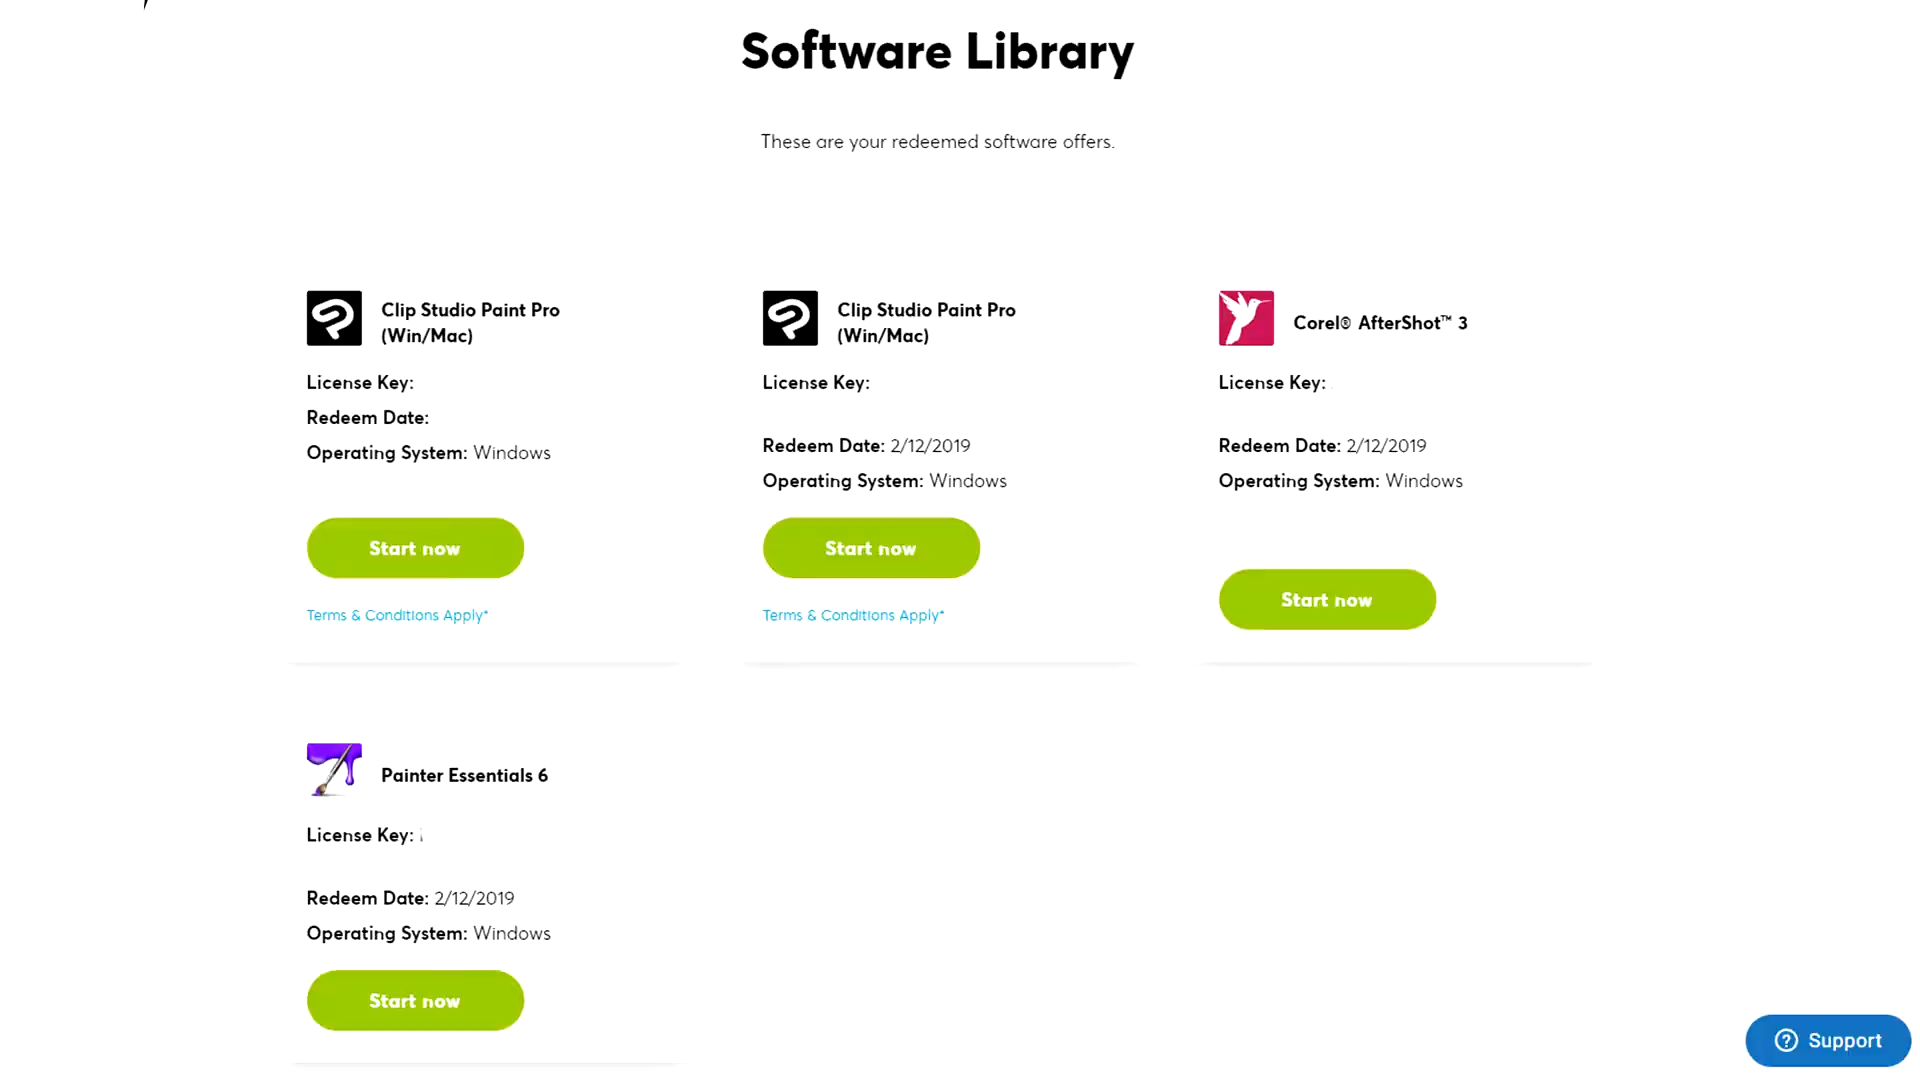 Software Library
These are your redeemed software offers.
Clip Studio Paint Pro
(Win/Mac)
License Key:
Redeem Date:
Operating System: Windows
Start now
Terms & Conditions Apply*
Clip Studio Paint Pro
(Win/Mac)
License Key:
Redeem Date: 2/12/2019
Operating System: Windows
Start now
Terms & Conditions Apply*
Corel® AfterShot™ 3
License Key:
Redeem Date: 2/12/2019
Operating System: Windows
Start now
Painter Essentials 6
License Key:
Redeem Date: 2/12/2019
Operating System: Windows
Start now
Support